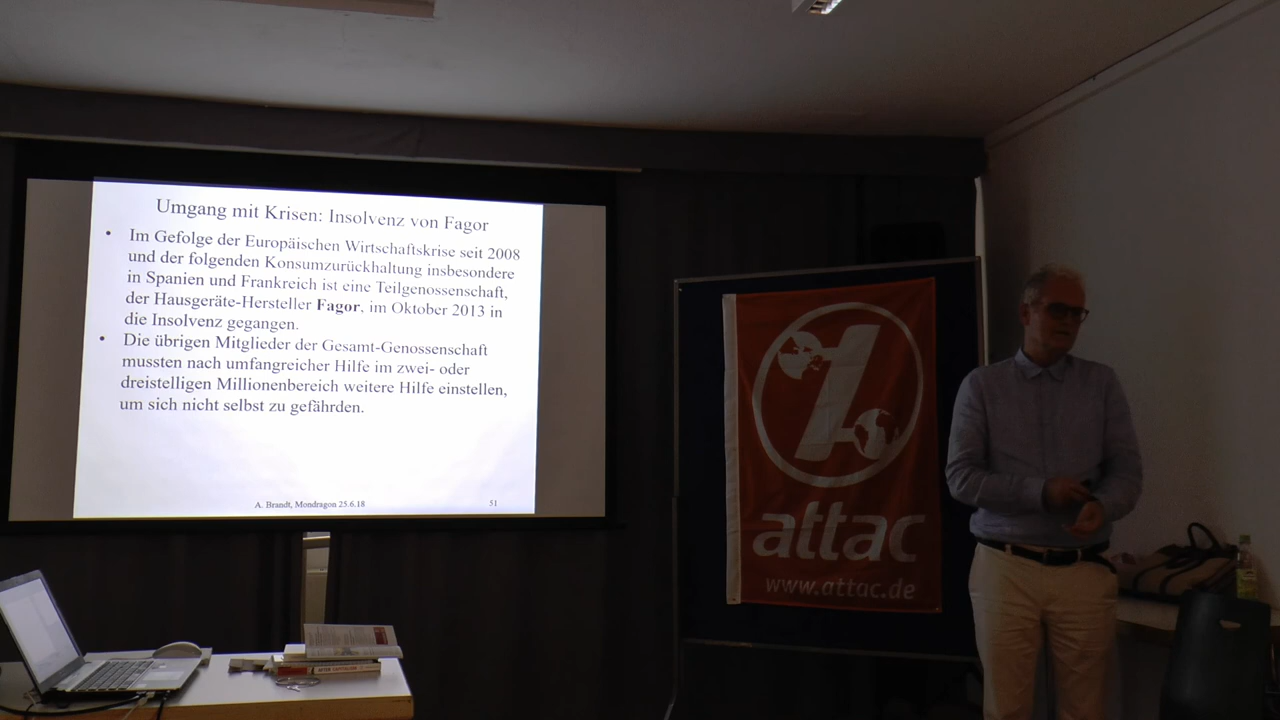 Umgang mit Krisen: Insolvenz von Fagor
• Im Gefolge der Europäischen Wirtschaftskrise seit 2008
und der folgenden Konsumzurückhaltung insbesondere
in Spanien und Frankreich ist eine Teilgenossenschaft,
der Hausgeräte-Hersteller Fagor, im Oktober 2013 in
die Insolvenz gegangen.
• Die übrigen Mitglieder der Gesamt-Genossenschaft
mussten nach umfangreicher Hilfe im zwei- oder
dreistelligen Millionenbereich weitere Hilfe einstellen,
um sich nicht selbst zu gefährden.
A. Brandt, Mondragon 25.6.18
51
attac
www.attac.de
AFTER CAPITALISM